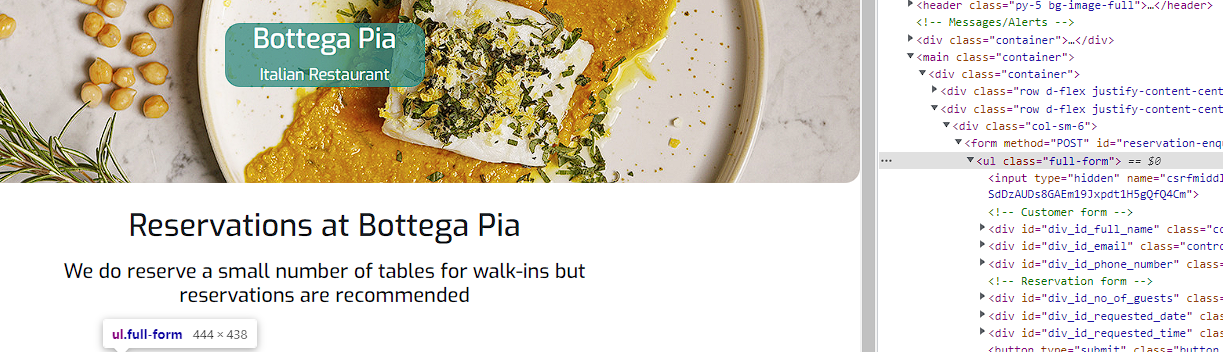 Bottega Pia
Italian Restaurant
Reservations at Bottega Pia
We do reserve a small number of tables for walk-ins but
reservations are recommended
ul.full-form 444 × 438
<header class="py-5 bg-image-full">…</header>
<!-- Messages/Alerts -->
<div class="container">…</div>
<main class="container">
<div class="container">
<div class="row d-flex justify-content-cent
<div class="row d-flex justify-content-cent
<div class="col-sm-6">
<form method="POST" id="reservation-enq
… <ul class="full-form"> == $0
<input type="hidden" name="csrfmiddl
SdDzAUDs8GAEm19Jxpdt1H5gQfQ4Cm">
<!-- Customer form -->
<div id="div_id_full_name" class="co
<div id="div_id_email" class="contro
<div id="div_id_phone_number" class=
<!-- Reservation form -->
<div id="div_id_no_of_guests" class=
<div id="div_id_requested_date" clas
<div id="div_id_requested_time" clas
<button type="submit" class="button